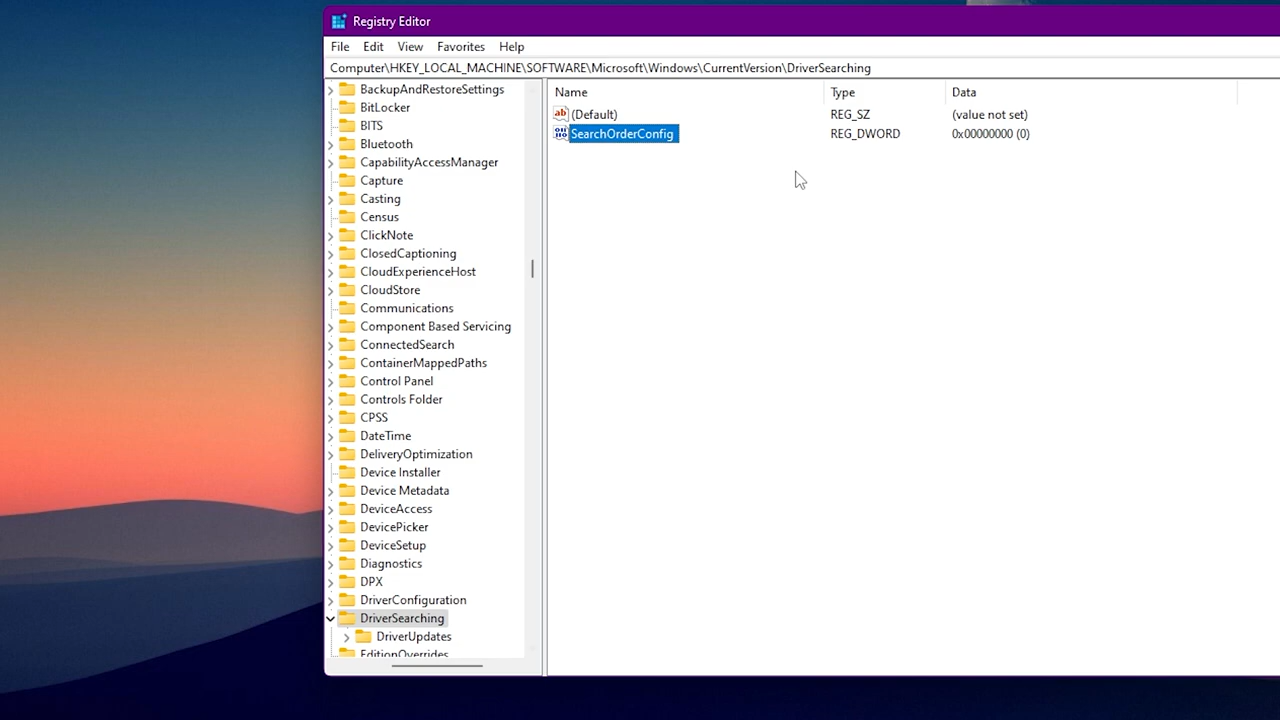 Registry Editor
File Edit View Favorites Help
Computer\HKEY_LOCAL_MACHINE\SOFTWARE\Microsoft\Windows\CurrentVersion\DriverSearching
BackupAndRestoreSettings
BitLocker
BITS
Bluetooth
CapabilityAccessManager
Capture
Casting
Census
ClickNote
ClosedCaptioning
CloudExperienceHost
CloudStore
Communications
Component Based Servicing
ConnectedSearch
ContainerMappedPaths
Control Panel
Controls Folder
CPSS
DateTime
DeliveryOptimization
Device Installer
Device Metadata
DeviceAccess
DevicePicker
DeviceSetup
Diagnostics
DPX
DriverConfiguration
DriverSearching
DriverUpdates
EditionOverrides
Name Type Data
(Default) REG_SZ (value not set)
SearchOrderConfig REG_DWORD 0x00000000 (0)